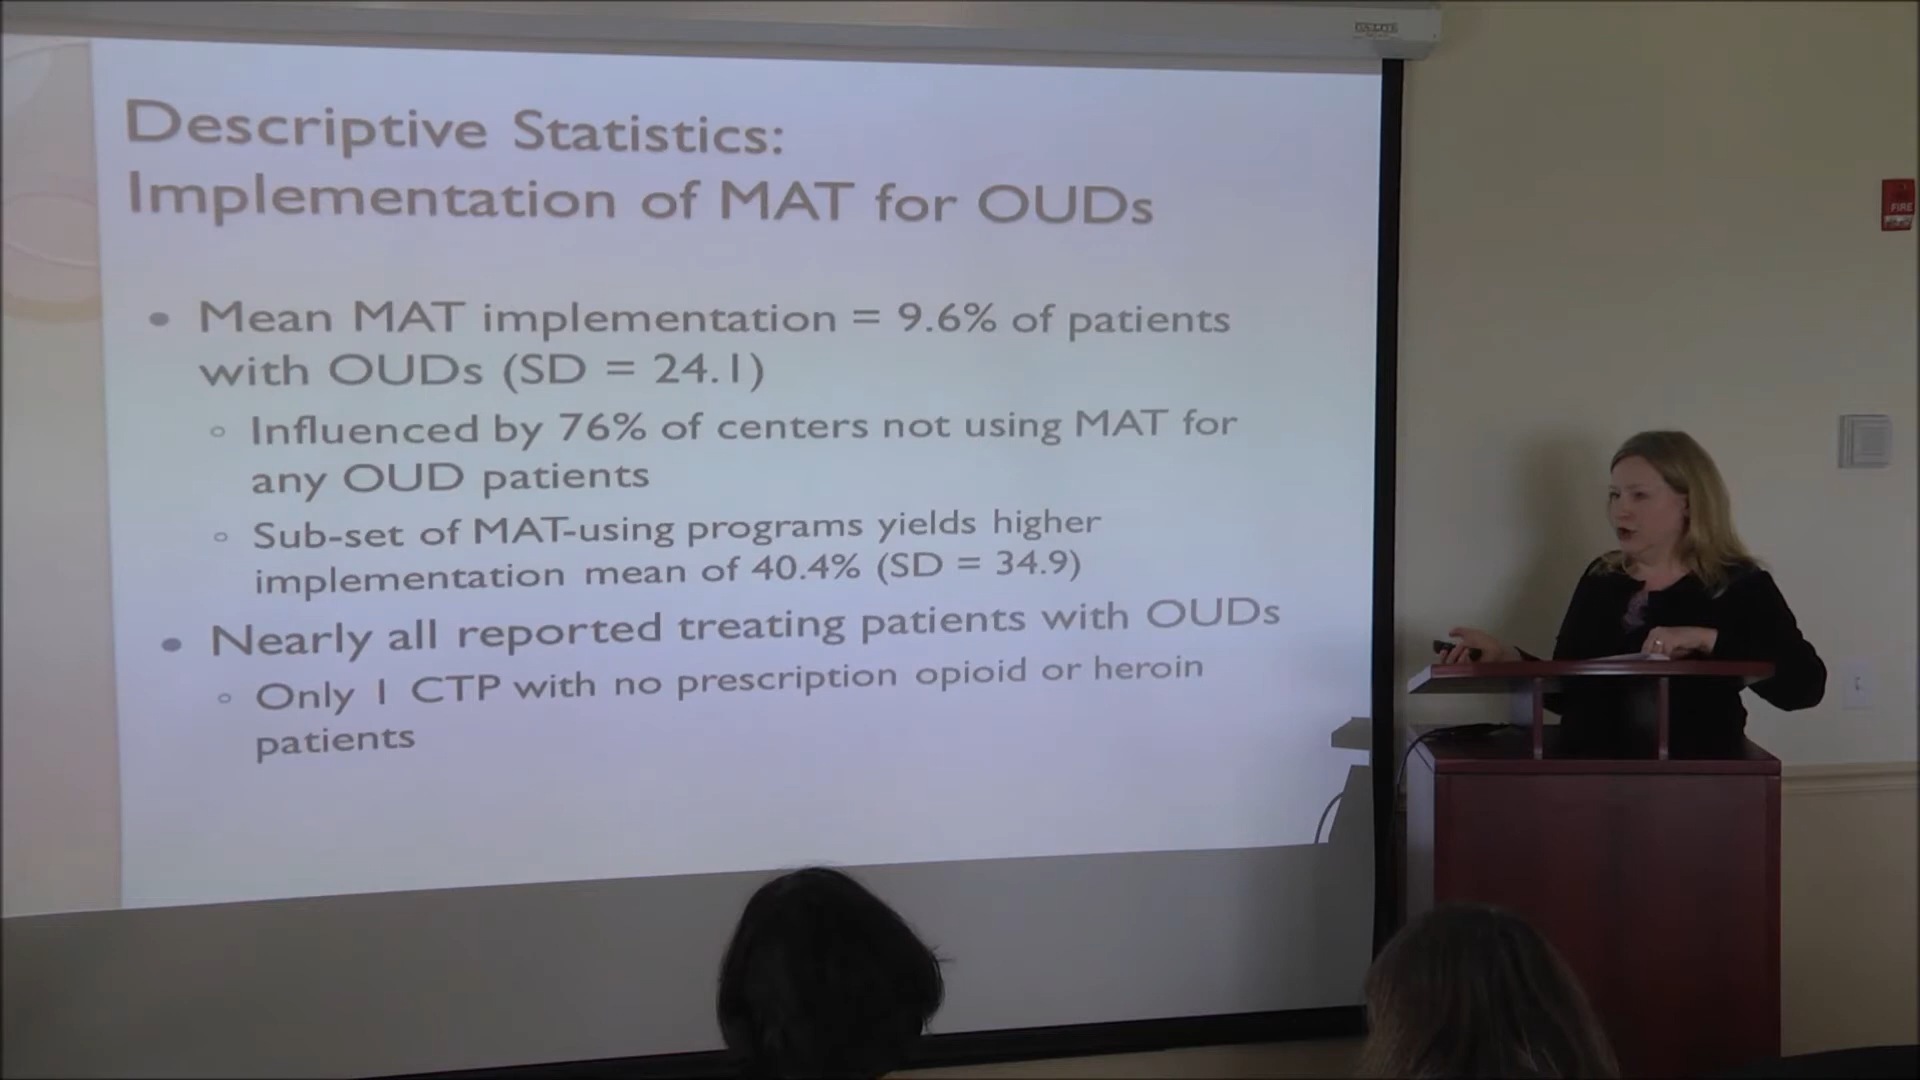 Descriptive Statistics:
Implementation of MAT for OUDs
• Mean MAT implementation = 9.6% of patients
with OUDs (SD = 24.1)
◦ Influenced by 76% of centers not using MAT for
any OUD patients
◦ Sub-set of MAT-using programs yields higher
implementation mean of 40.4% (SD = 34.9)
• Nearly all reported treating patients with OUDs
◦ Only 1 CTP with no prescription opioid or heroin
patients
FIRE